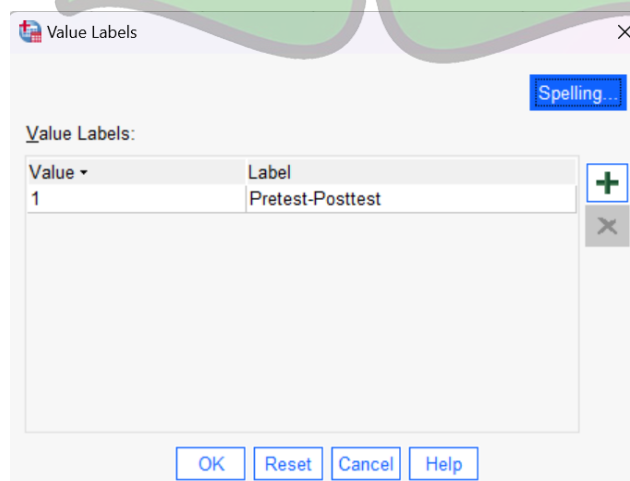 Value Labels
Spelling...
Value Labels:
Value Label
1 Pretest-Posttest
OK Reset Cancel Help